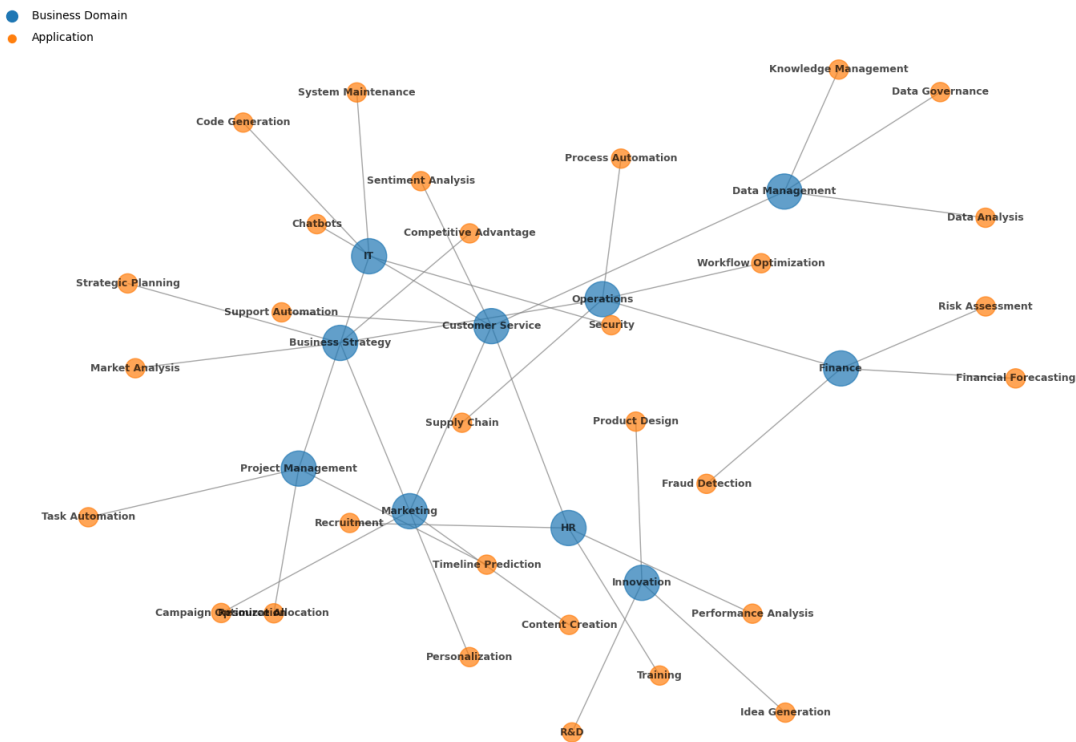 Business Domain
Application
Knowledge Management
System Maintenance
Data Governance
Code Generation
Process Automation
Sentiment Analysis
Data Management
Data Analysis
Chatbots
Competitive Advantage
IT
Workflow Optimization
Strategic Planning
Operations
Risk Assessment
Support Automation
Customer Service
Security
Business Strategy
Market Analysis
Finance
Financial Forecasting
Supply Chain
Product Design
Project Management
Fraud Detection
Marketing
Task Automation
Recruitment
HR
Timeline Prediction
Innovation
Campaign
Allocation
Performance Analysis
Content Creation
Personalization
Training
Idea Generation
R&D